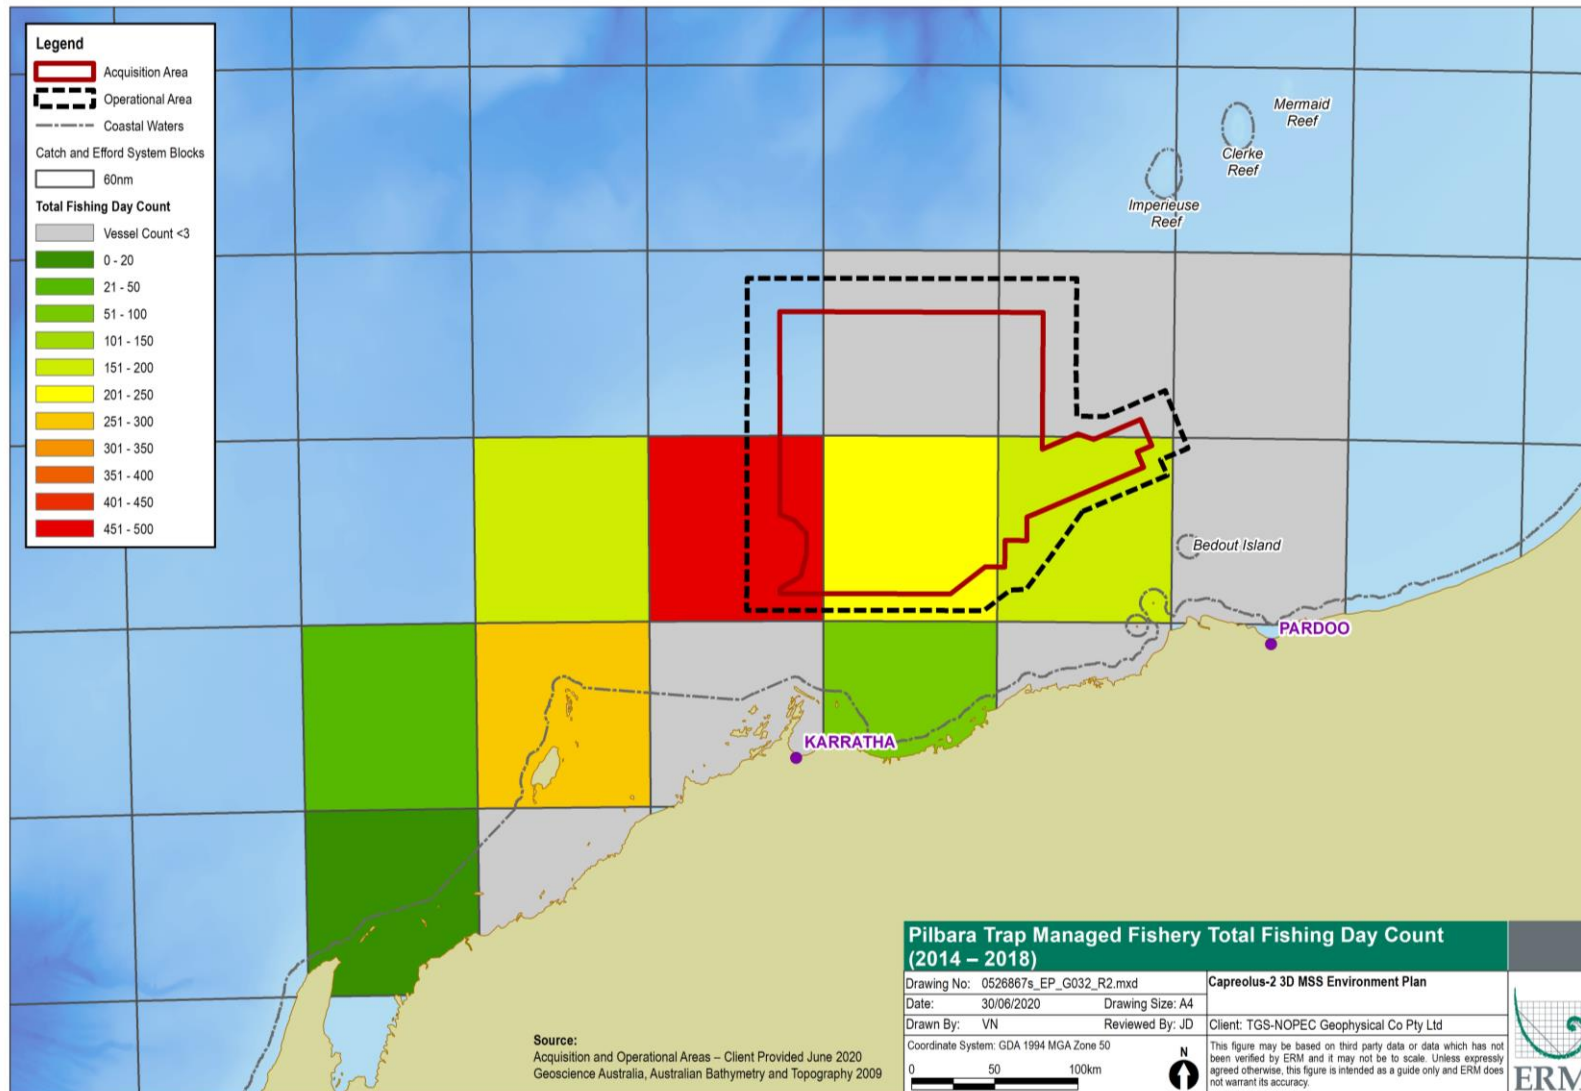 Legend
Acquisition Area
Operational Area
Coastal Waters
Catch and Efford System Blocks
60nm
Total Fishing Day Count
Vessel Count <3
0 - 20
21 - 50
51 - 100
101 - 150
151 - 200
201 - 250
251 - 300
301 - 350
351 - 400
401 - 450
451 - 500
Mermaid
Reef
Clerke
Reef
Imperieuse
Reef
Bedout Island
PARDOO
KARRATHA
Source:
Acquisition and Operational Areas – Client Provided June 2020
Geoscience Australia, Australian Bathymetry and Topography 2009
Pilbara Trap Managed Fishery Total Fishing Day Count
(2014 – 2018)
Drawing No: 0526867s_EP_G032_R2.mxd
Capreolus-2 3D MSS Environment Plan
Date: 30/06/2020
Drawing Size: A4
Drawn By: VN
Reviewed By: JD
Client: TGS-NOPEC Geophysical Co Pty Ltd
Coordinate System: GDA 1994 MGA Zone 50
0 50 100km
N
This figure may be based on third party data or data which has not
been verified by ERM and it may not be to scale. Unless expressly
agreed otherwise, this figure is intended as a guide only and ERM does
not warrant its accuracy.
ERM